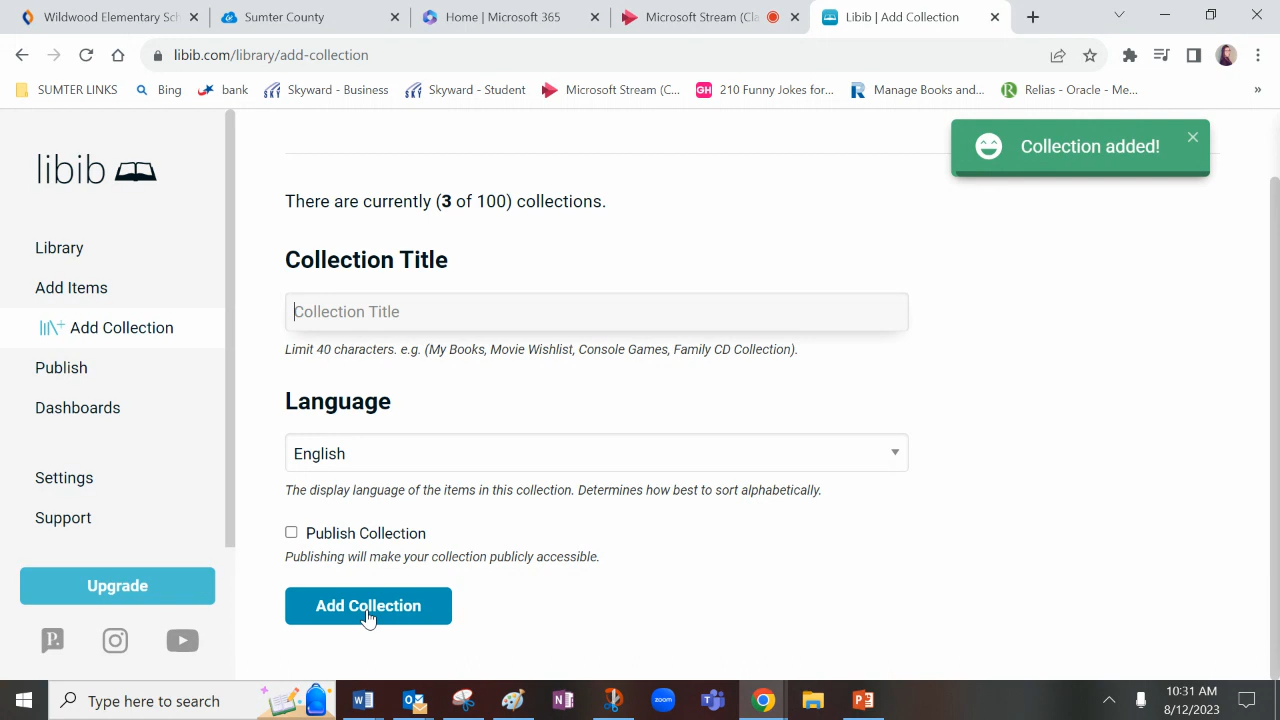 Wildwood Elementary Sch
Sumter County
Home | Microsoft 365
Microsoft Stream (Cla
Libib | Add Collection
libib.com/library/add-collection
SUMTER LINKS
Bing
bank
Skyward - Business
Skyward - Student
Microsoft Stream (C...
GH
210 Funny Jokes for...
R
Manage Books and...
R
Relias - Oracle - Me...
»
libib
Collection added!
There are currently (3 of 100) collections.
Library
Add Items
Add Collection
Publish
Dashboards
Settings
Support
Upgrade
Collection Title
Collection Title
Limit 40 characters. e.g. (My Books, Movie Wishlist, Console Games, Family CD Collection).
Language
English
The display language of the items in this collection. Determines how best to sort alphabetically.
Publish Collection
Publishing will make your collection publicly accessible.
Add Collection
P.
Type here to search
zoom
10:31 AM
8/12/2023